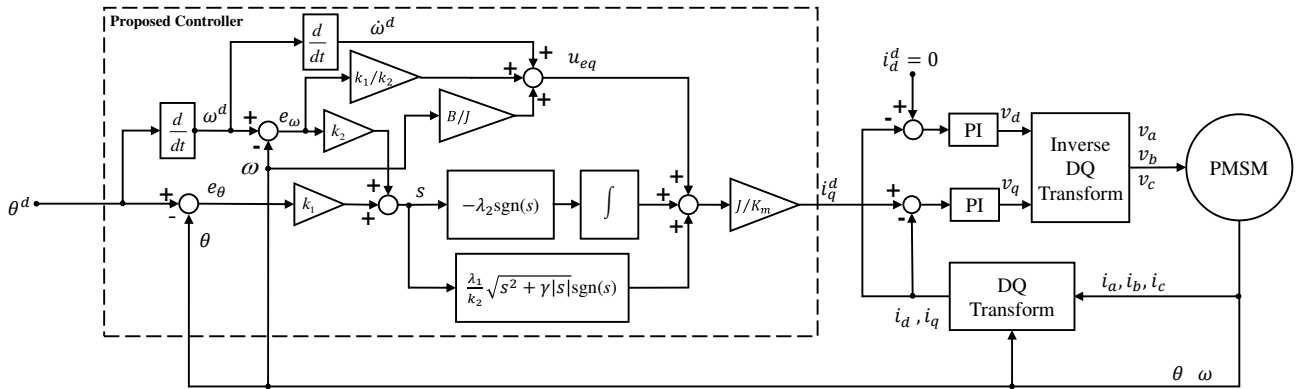 Proposed Controller
d/dt
ω̇ᵈ
u_eq
k₁/k₂
B/J
d/dt
ωᵈ
e_ω
k₂
ω
θᵈ
e_θ
θ
k₁
s
−λ₂sgn(s)
∫
λ₁/k₂ √(s² + γ|s|) sgn(s)
J/K_m
i_q^d
i_d^d = 0
PI
v_d
PI
v_q
Inverse
DQ
Transform
v_a
v_b
v_c
PMSM
DQ
Transform
i_d , i_q
i_a, i_b, i_c
θ ω